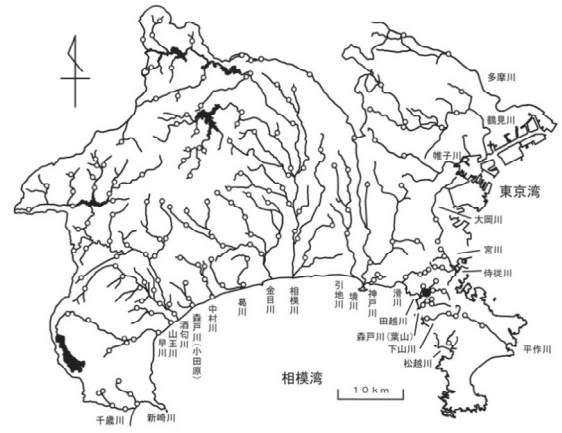 多摩川
鶴見川
帷子川
東京湾
大岡川
宮川
侍従川
平作川
松越川
下山川
森戸川(葉山)
田越川
滑川
神戸川
境川
引地川
相模川
金目川
葛川
中村川
森戸川(小田原)
酒匂川
山王川
早川
新崎川
千歳川
相模湾
10km